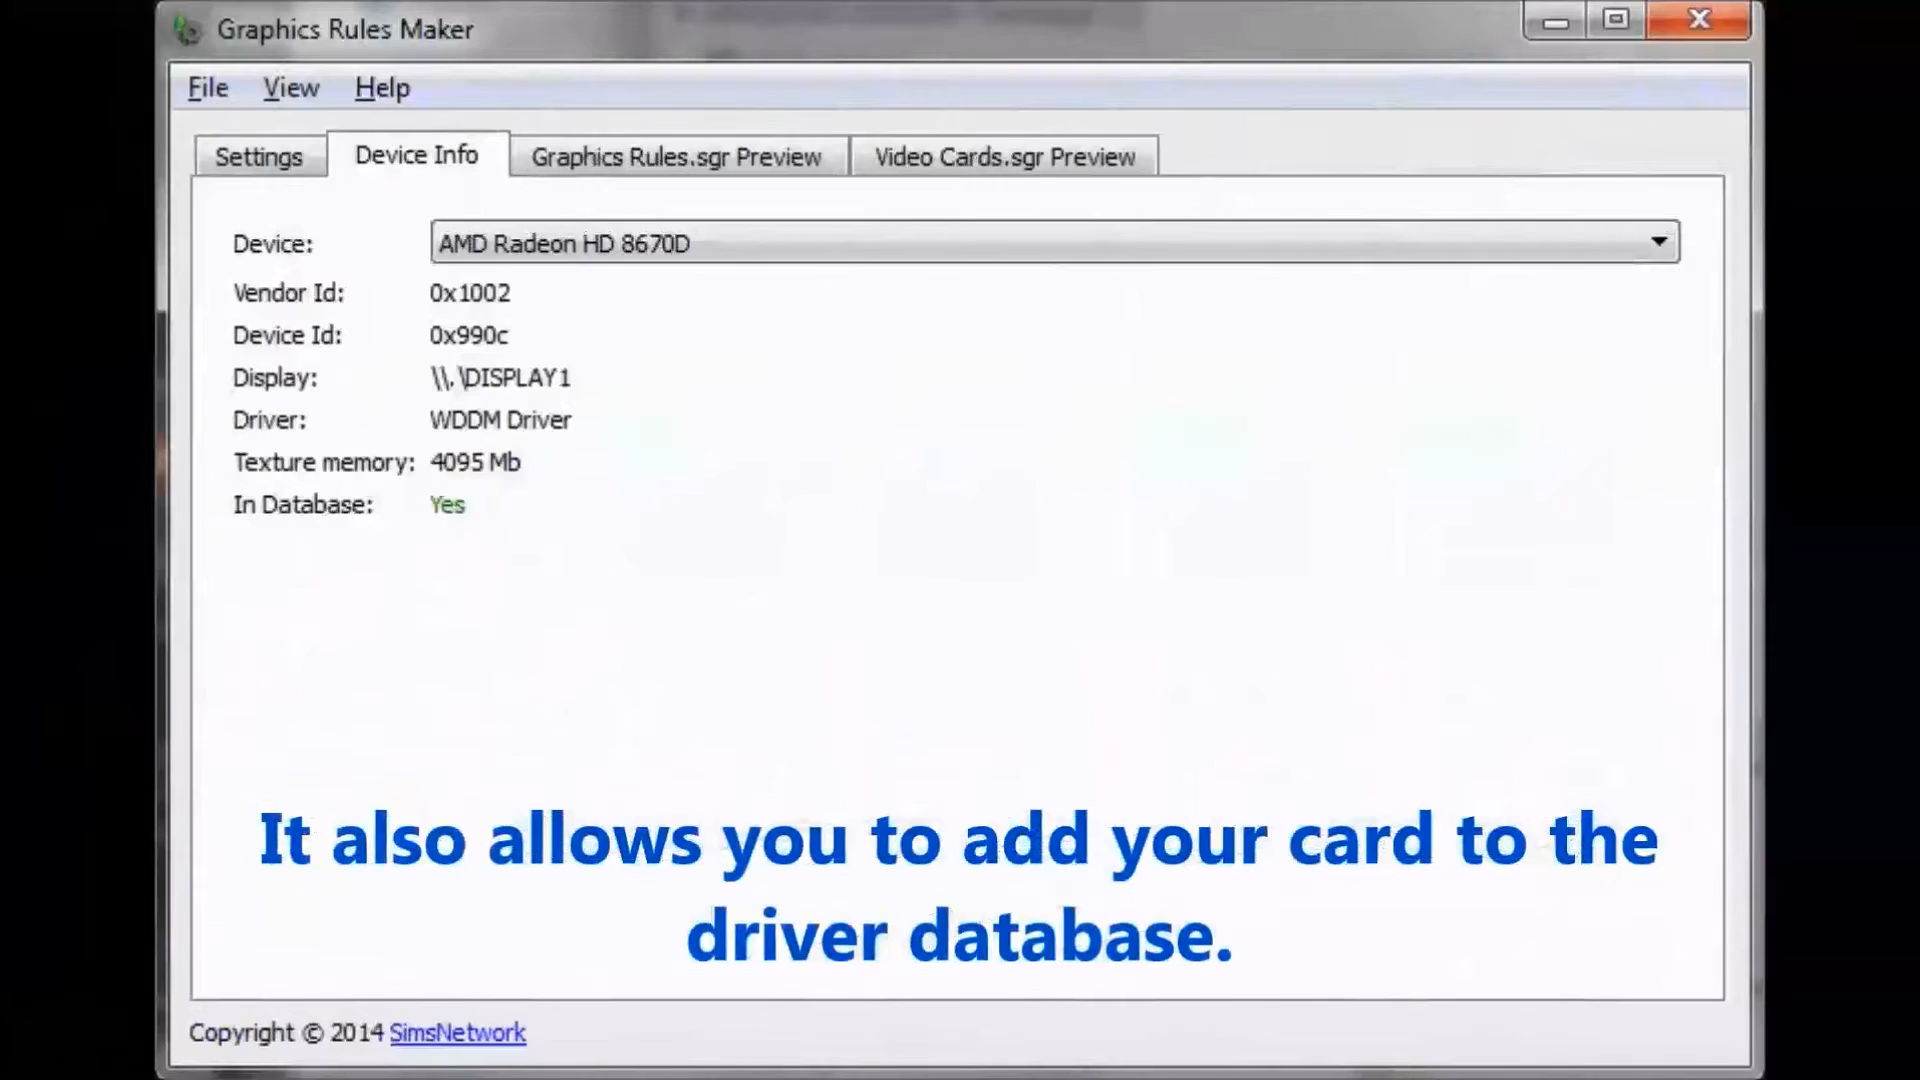 Graphics Rules Maker
File View Help
Settings Device Info Graphics Rules.sgr Preview Video Cards.sgr Preview
Device: AMD Radeon HD 8670D
Vendor Id: 0x1002
Device Id: 0x990c
Display: \\.\DISPLAY1
Driver: WDDM Driver
Texture memory: 4095 Mb
In Database: Yes
It also allows you to add your card to the
driver database.
Copyright © 2014 SimsNetwork